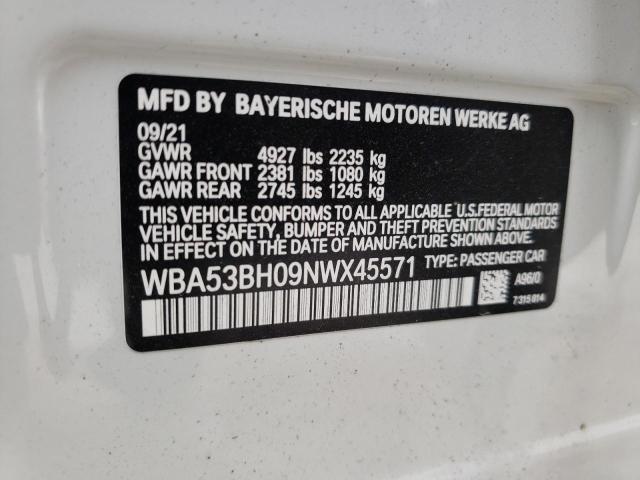 MFD BY BAYERISCHE MOTOREN WERKE AG
09/21
GVWR 4927 lbs 2235 kg
GAWR FRONT 2381 lbs 1080 kg
GAWR REAR 2745 lbs 1245 kg
THIS VEHICLE CONFORMS TO ALL APPLICABLE U.S.FEDERAL MOTOR
VEHICLE SAFETY, BUMPER AND THEFT PREVENTION STANDARDS
IN EFFECT ON THE DATE OF MANUFACTURE SHOWN ABOVE.
WBA53BH09NWX45571 TYPE: PASSENGER CAR
A96/0
7 315 014